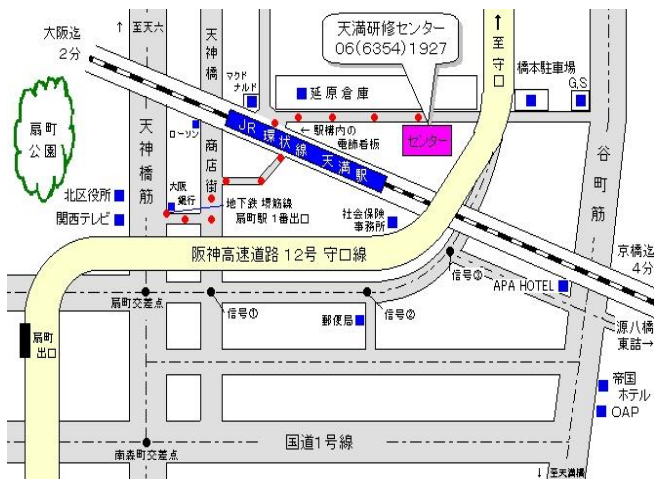 ↑ 至天六
大阪迄
2分
天神橋
マクド
ナルド
天満研修センター
06(6354)1927
↑至守口
橋本駐車場
G,S
延原倉庫
扇町
公園
天神橋筋
ローソン
JR 環状線 天満駅
← 駅構内の
電飾看板
センター
谷町筋
商店街
大阪
銀行
北区役所
関西テレビ
地下鉄 堺筋線
扇町駅 1番出口
社会保険
事務所
阪神高速道路 12号 守口線
京橋迄
4分
信号③
APA HOTEL
扇町交差点
信号①
信号②
郵便局
源八橋
東詰→
扇町
出口
帝国
ホテル
OAP
国道1号線
南森町交差点
↓至天満橋